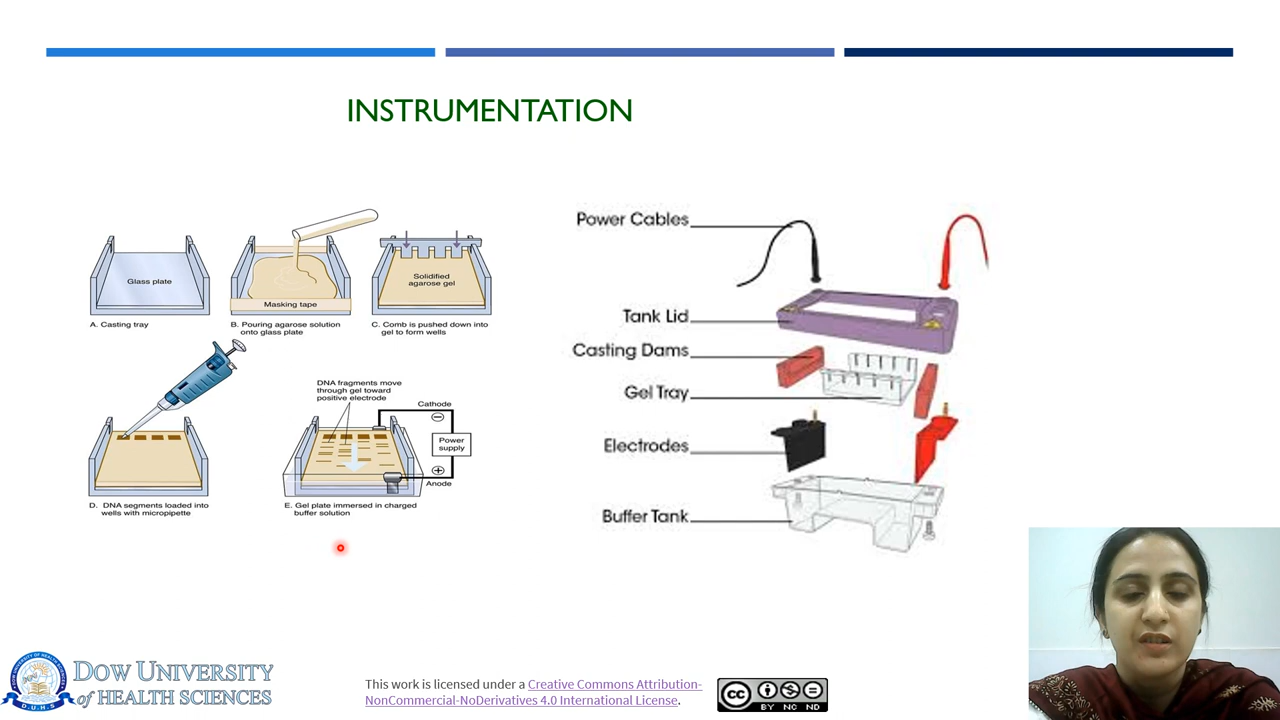 INSTRUMENTATION
Glass plate
Masking tape
Solidified
agarose gel
A. Casting tray
B. Pouring agarose solution
onto glass plate
C. Comb is pushed down into
gel to form wells
DNA fragments move
through gel toward
positive electrode
Cathode
Power
supply
Anode
D. DNA segments loaded into
wells with micropipette
E. Gel plate immersed in charged
buffer solution
Power Cables
Tank Lid
Casting Dams
Gel Tray
Electrodes
Buffer Tank
DOW UNIVERSITY
of HEALTH SCIENCES
D.U.H.S
This work is licensed under a Creative Commons Attribution-
NonCommercial-NoDerivatives 4.0 International License.
cc
BY NC ND